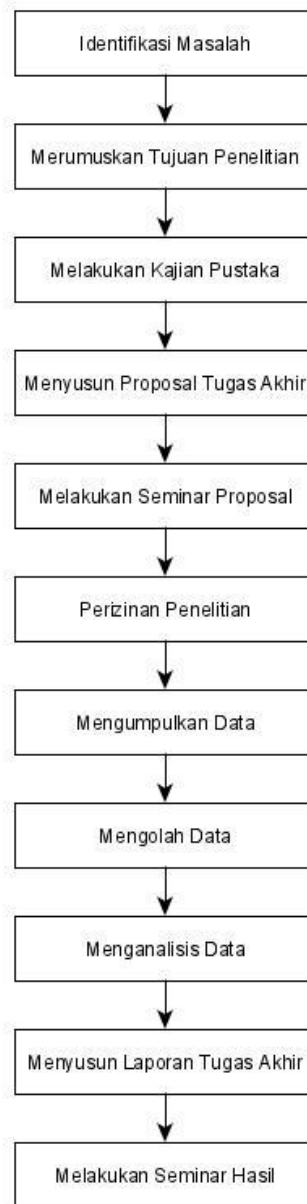 Identifikasi Masalah
Merumuskan Tujuan Penelitian
Melakukan Kajian Pustaka
Menyusun Proposal Tugas Akhir
Melakukan Seminar Proposal
Perizinan Penelitian
Mengumpulkan Data
Mengolah Data
Menganalisis Data
Menyusun Laporan Tugas Akhir
Melakukan Seminar Hasil